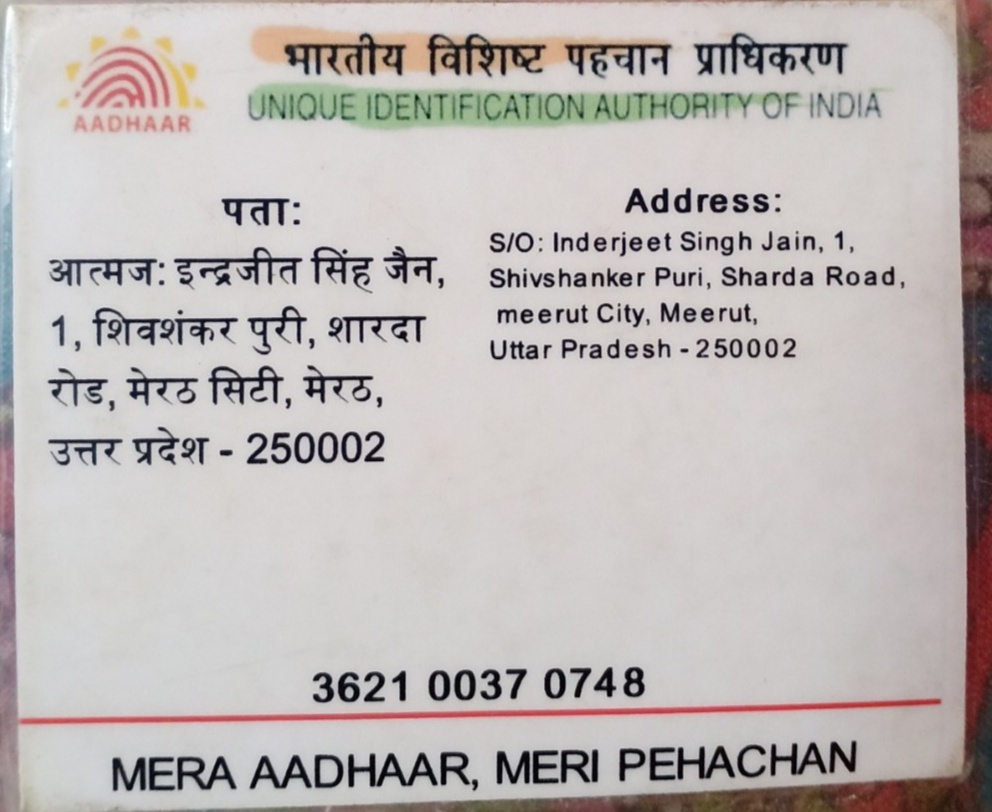 भारतीय विशिष्ट पहचान प्राधिकरण
UNIQUE IDENTIFICATION AUTHORITY OF INDIA
AADHAAR
पता:
आत्मज: इन्द्रजीत सिंह जैन,
1, शिवशंकर पुरी, शारदा
रोड, मेरठ सिटी, मेरठ,
उत्तर प्रदेश - 250002
Address:
S/O: Inderjeet Singh Jain, 1,
Shivshanker Puri, Sharda Road,
meerut City, Meerut,
Uttar Pradesh - 250002
3621 0037 0748
MERA AADHAAR, MERI PEHACHAN